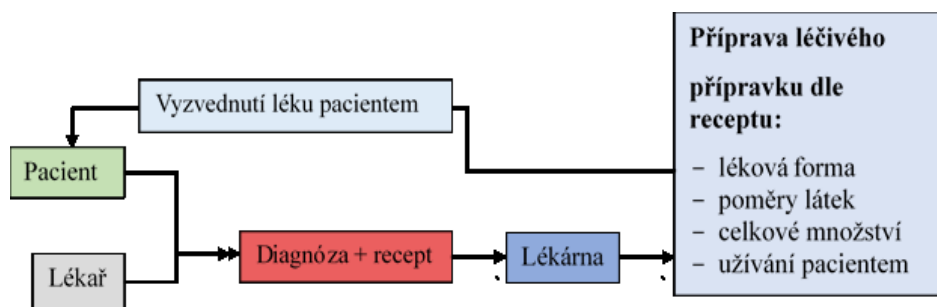 Příprava léčivého
přípravku dle
receptu:
– léková forma
– poměry látek
– celkové množství
– užívání pacientem
Vyzvednutí léku pacientem
Pacient
Lékař
Diagnóza + recept
Lékárna